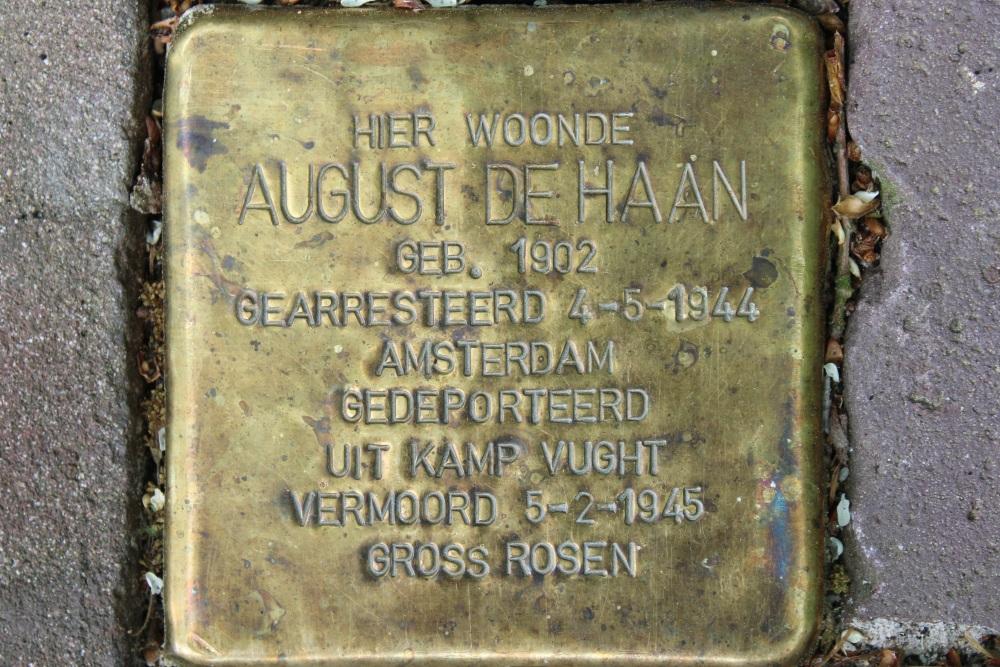 HIER WOONDE
AUGUST DE HAAN
GEB. 1902
GEARRESTEERD 4-5-1944
AMSTERDAM
GEDEPORTEERD
UIT KAMP VUGHT
VERMOORD 5-2-1945
GROSS ROSEN